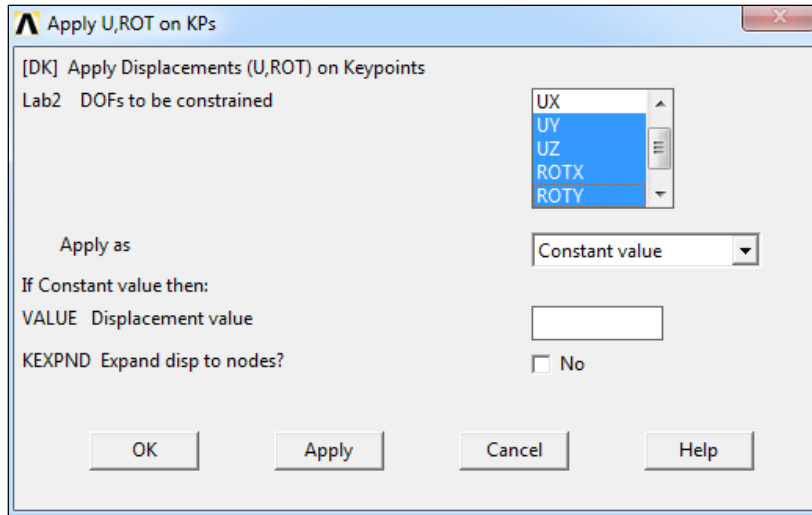 Apply U,ROT on KPs
[DK] Apply Displacements (U,ROT) on Keypoints
Lab2 DOFs to be constrained
UX
UY
UZ
ROTX
ROTY
Apply as
Constant value
If Constant value then:
VALUE Displacement value
KEXPND Expand disp to nodes?
No
OK
Apply
Cancel
Help